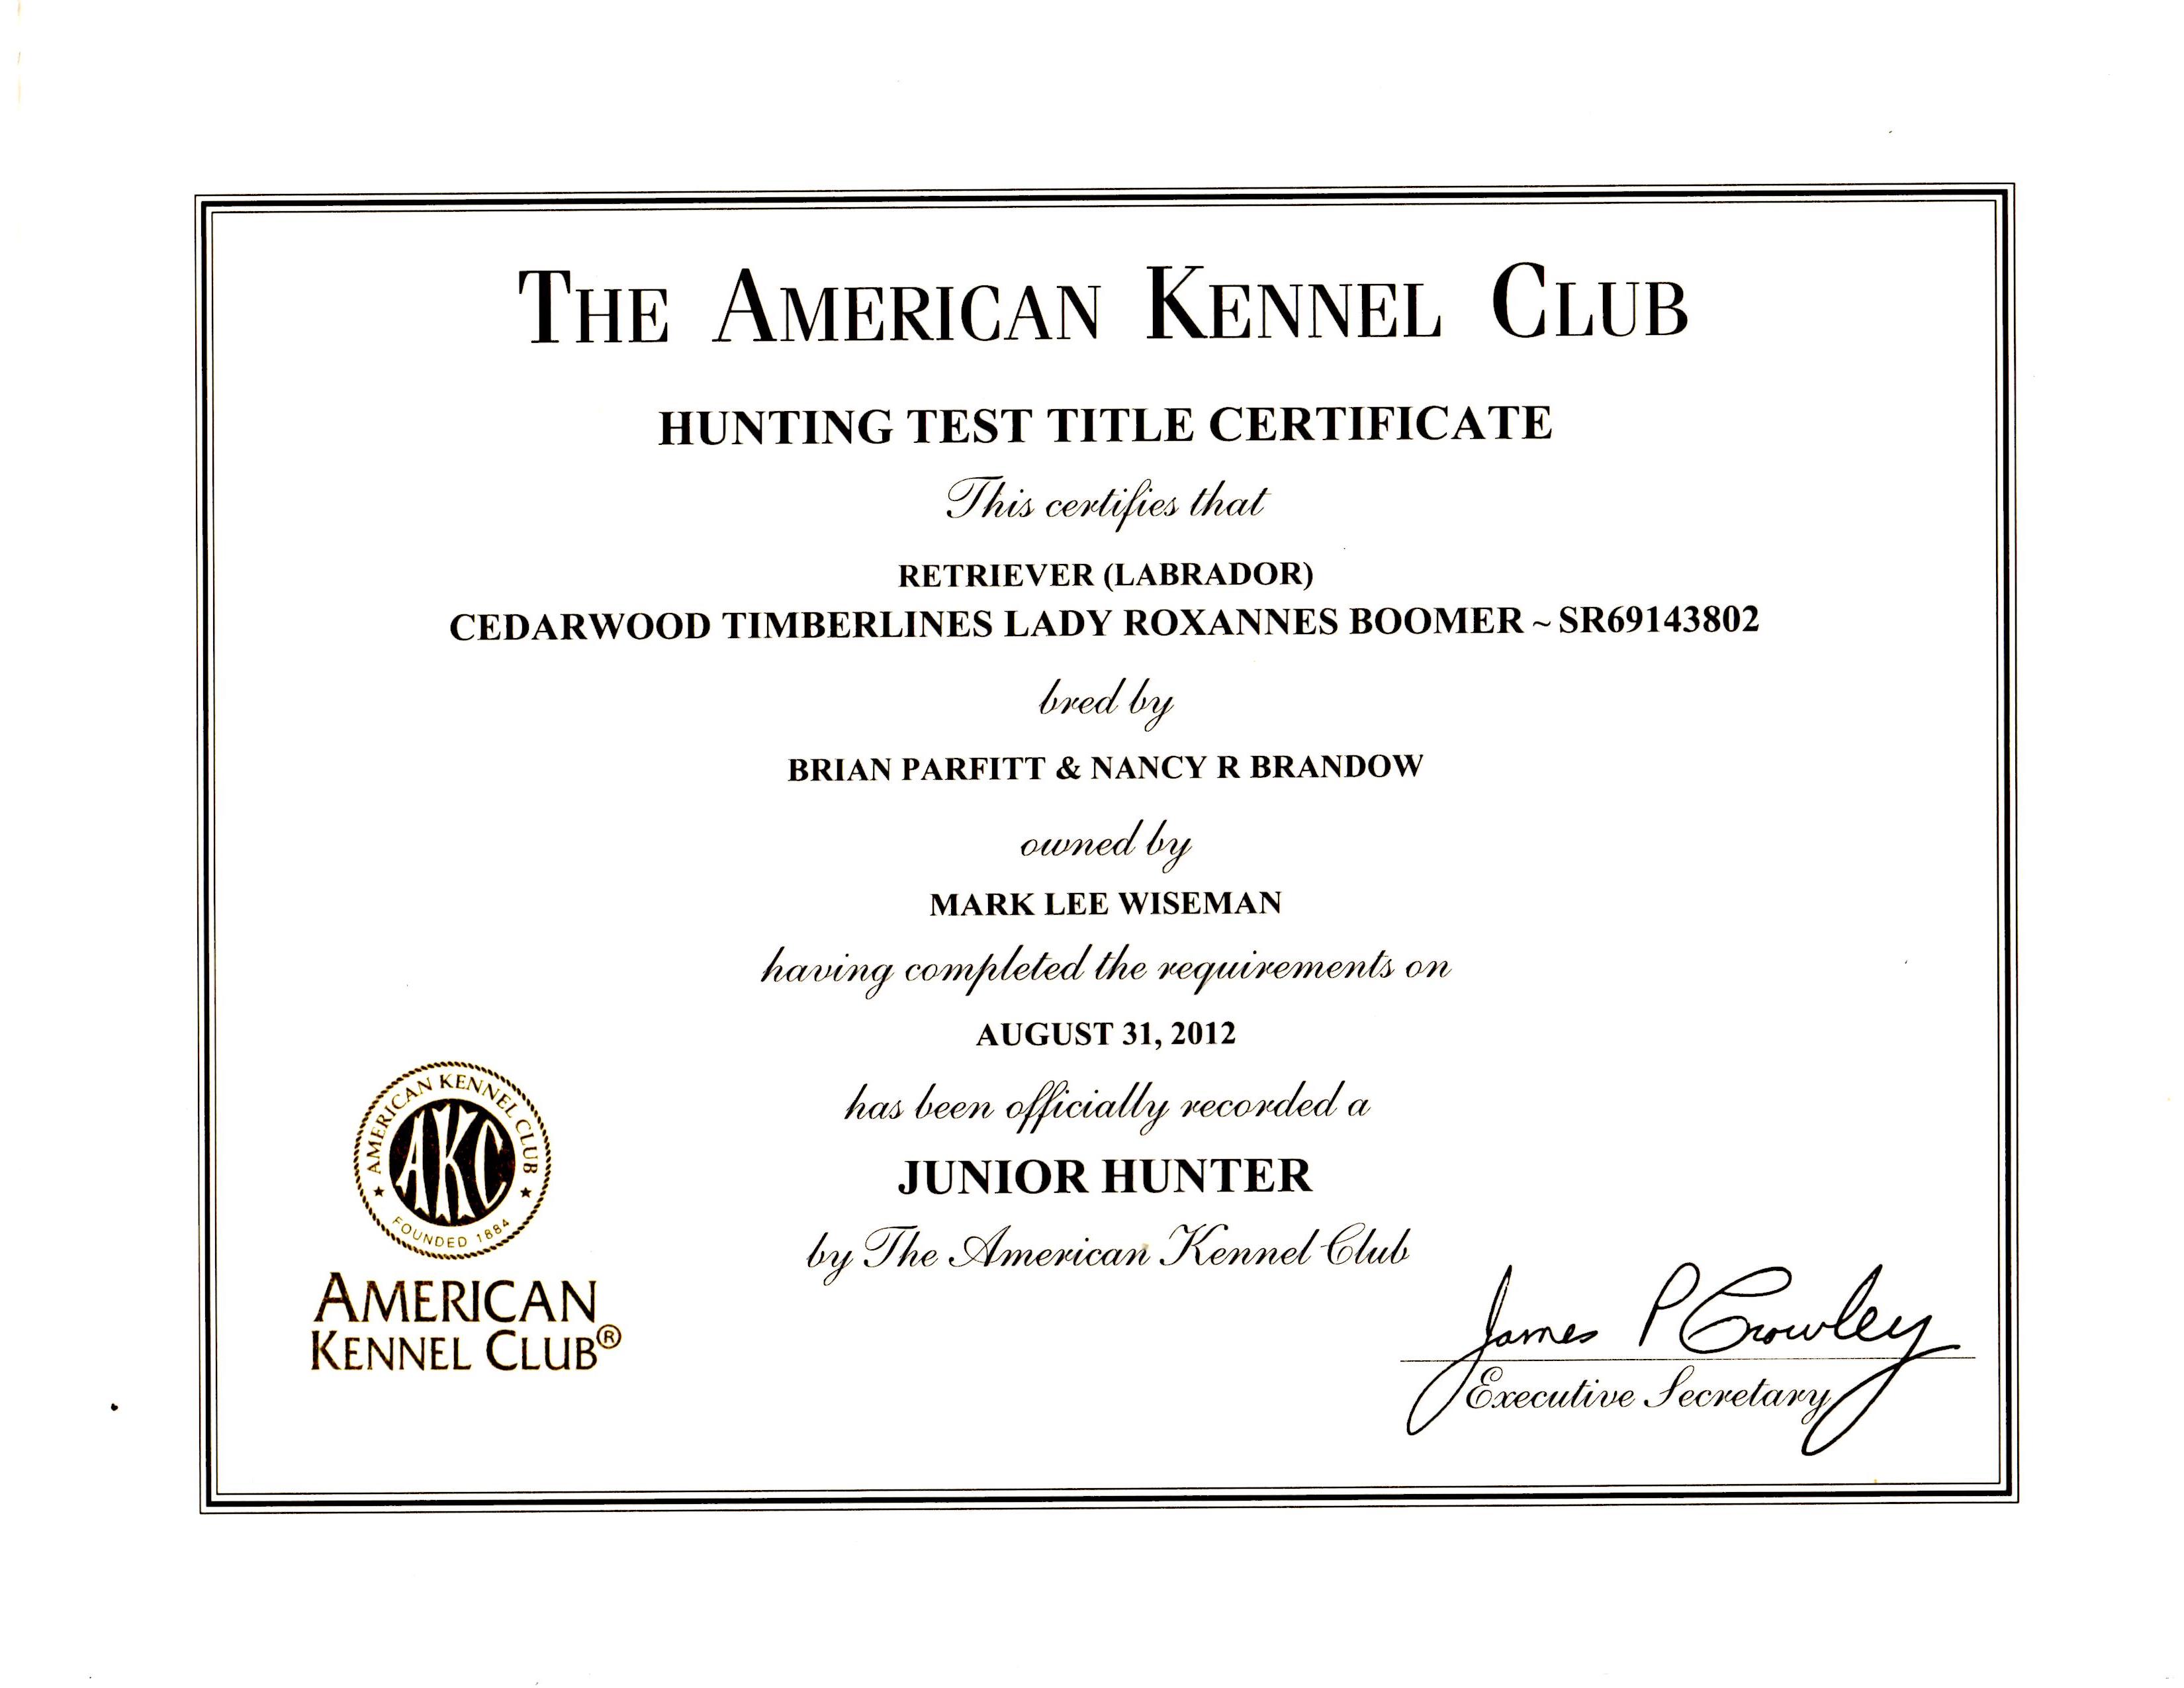 THE AMERICAN KENNEL CLUB
HUNTING TEST TITLE CERTIFICATE
This certifies that
RETRIEVER (LABRADOR)
CEDARWOOD TIMBERLINES LADY ROXANNES BOOMER ~ SR69143802
bred by
BRIAN PARFITT & NANCY R BRANDOW
owned by
MARK LEE WISEMAN
having completed the requirements on
AUGUST 31, 2012
has been officially recorded a
JUNIOR HUNTER
by The American Kennel Club
AMERICAN KENNEL CLUB
AKC
FOUNDED 1884
AMERICAN
KENNEL CLUB®
James P Crowley
Executive Secretary